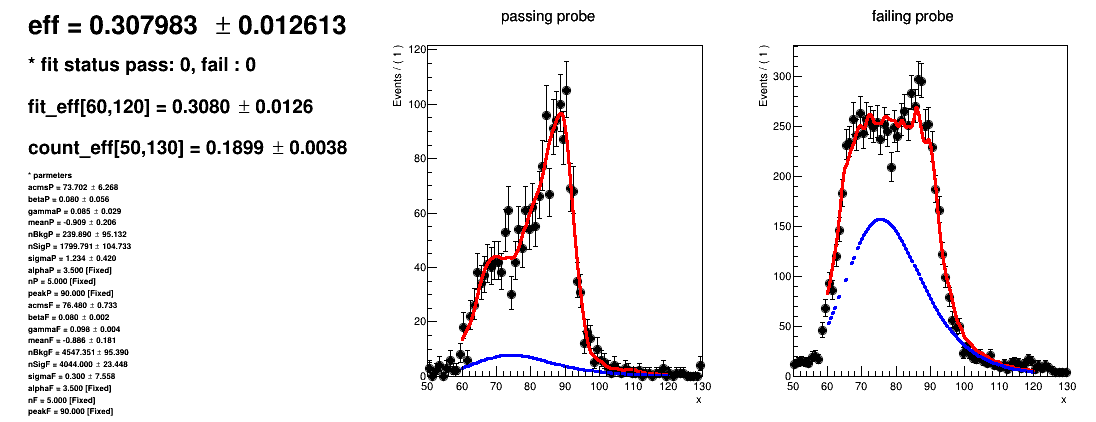 eff = 0.307983 ± 0.012613
* fit status pass: 0, fail : 0
fit_eff[60,120] = 0.3080 ± 0.0126
count_eff[50,130] = 0.1899 ± 0.0038
* parmeters
acmsP = 73.702 ± 6.268
betaP = 0.080 ± 0.056
gammaP = 0.085 ± 0.029
meanP = -0.909 ± 0.206
nBkgP = 239.890 ± 95.132
nSigP = 1799.791 ± 104.733
sigmaP = 1.234 ± 0.420
alphaP = 3.500 [Fixed]
nP = 5.000 [Fixed]
peakP = 90.000 [Fixed]
acmsF = 76.480 ± 0.733
betaF = 0.080 ± 0.002
gammaF = 0.098 ± 0.004
meanF = -0.886 ± 0.181
nBkgF = 4547.351 ± 95.390
nSigF = 4044.000 ± 23.448
sigmaF = 0.300 ± 7.558
alphaF = 3.500 [Fixed]
nF = 5.000 [Fixed]
peakF = 90.000 [Fixed]
passing probe
Events / ( 1 )
120
100
80
60
40
20
0
50 60 70 80 90 100 110 120 130
x
failing probe
Events / ( 1 )
300
250
200
150
100
50
0
50 60 70 80 90 100 110 120 130
x